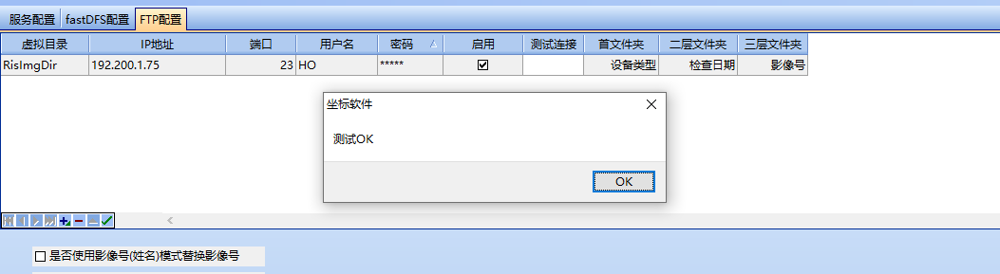 服务配置 fastDFS配置 FTP配置
虚拟目录 IP地址 端口 用户名 密码 启用 测试连接 首文件夹 二层文件夹 三层文件夹
RisImgDir 192.200.1.75 23 HO ***** 设备类型 检查日期 影像号
坐标软件
测试OK
OK
是否使用影像号(姓名)模式替换影像号